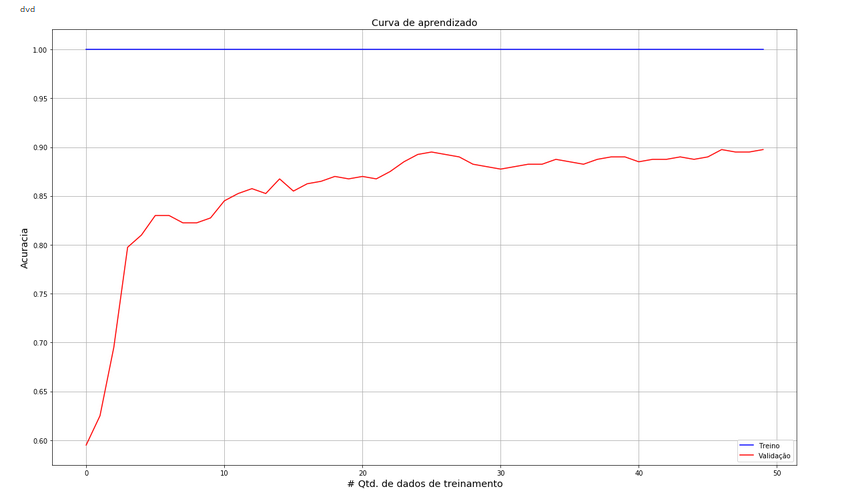 dvd
Curva de aprendizado
1.00
0.95
0.90
0.85
0.80
0.75
0.70
0.65
0.60
Acuracia
0 10 20 30 40 50
# Qtd. de dados de treinamento
Treino
Validação